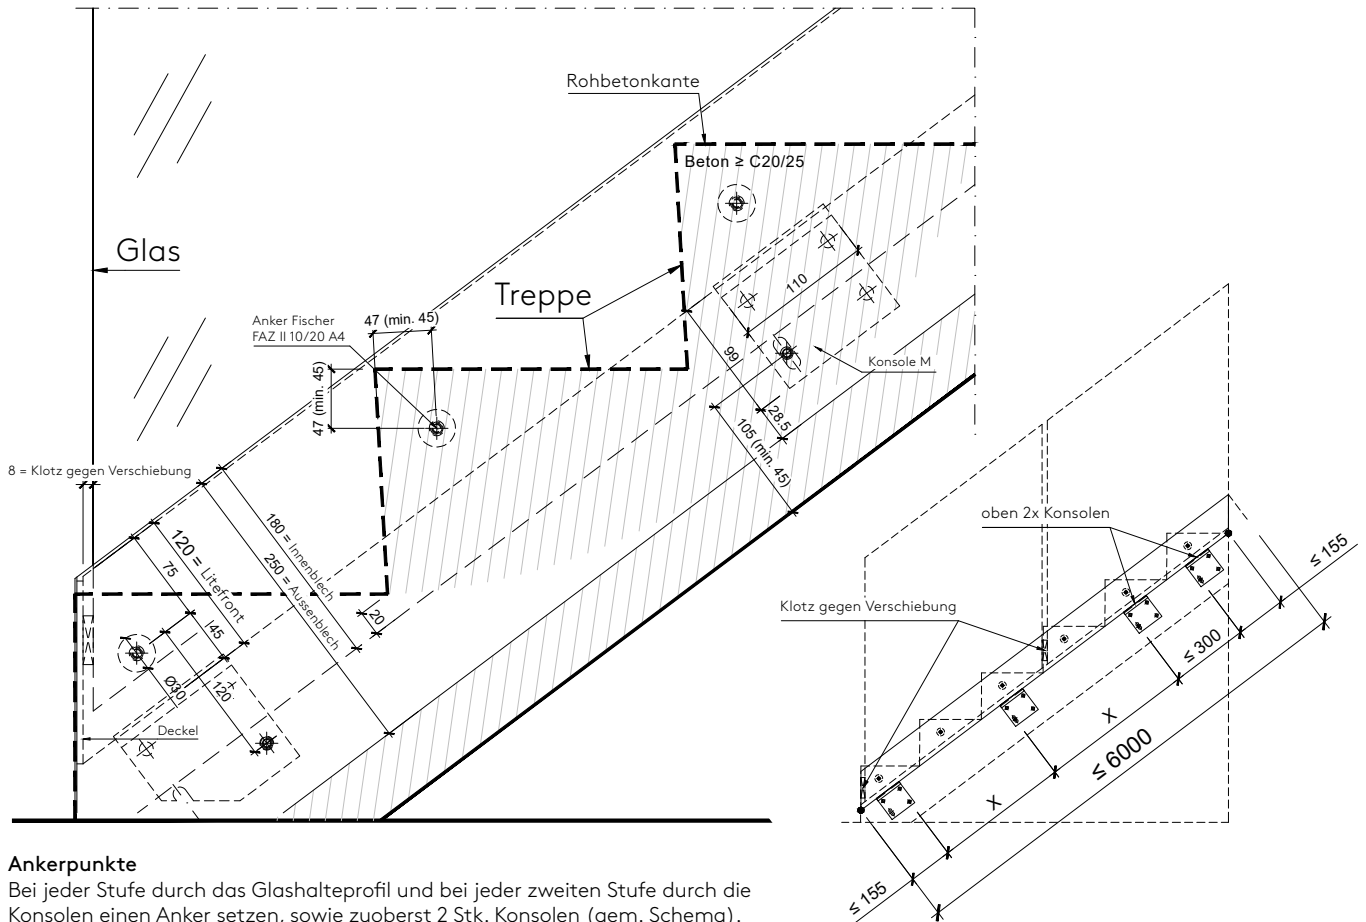 Rohbetonkante
Beton ≥ C20/25
Glas
Treppe
Anker Fischer
FAZ II 10/20 A4
47 (min. 45)
47 (min. 45)
110
99
28.5
105 (min. 45)
Konsole M
8 = Klotz gegen Verschiebung
180 = Innenblech
250 = Aussenblech
120 = Litefront
75
45
20
Ø30
120
Deckel
oben 2x Konsolen
Klotz gegen Verschiebung
≤ 155
≤ 300
X
≤ 6000
X
≤ 155
Ankerpunkte
Bei jeder Stufe durch das Glashalteprofil und bei jeder zweiten Stufe durch die
Konsolen einen Anker setzen, sowie zuoberst 2 Stk. Konsolen (gem. Schema).